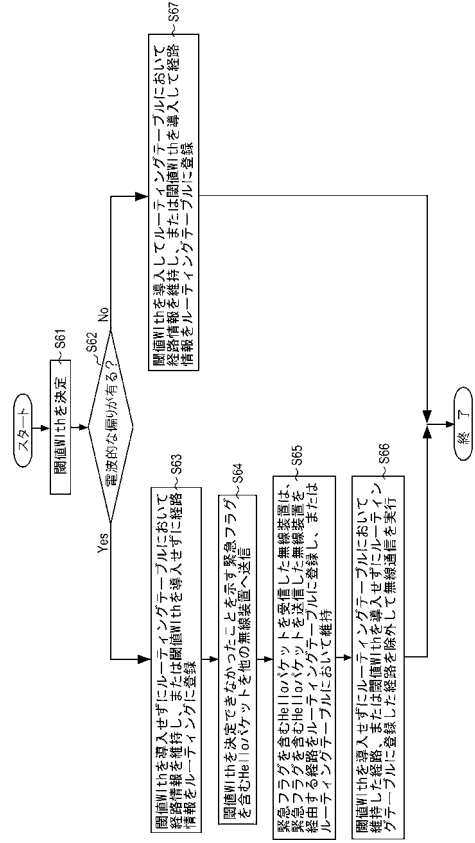 スタート
閾値Wthを決定
S61
電波的な偏りが有る？
S62
Yes
No
閾値Wthを導入せずにルーティングテーブルにおいて
経路情報を維持し、または閾値Wthを導入せずに経路
情報をルーティングテーブルに登録
S63
閾値Wthを決定できなかったことを示す緊急フラグ
を含むHelloパケットを他の無線装置へ送信
S64
緊急フラグを含むHelloパケットを受信した無線装置は、
緊急フラグを含むHelloパケットを送信した無線装置を
経由する経路をルーティングテーブルに登録し、または
ルーティングテーブルにおいて維持
S65
閾値Wthを導入せずにルーティングテーブルにおいて
維持した経路、または閾値Wthを導入せずにルーティン
グテーブルに登録した経路を除外して無線通信を実行
S66
閾値Wthを導入してルーティングテーブルにおいて
経路情報を維持し、または閾値Wthを導入して経路
情報をルーティングテーブルに登録
S67
終了